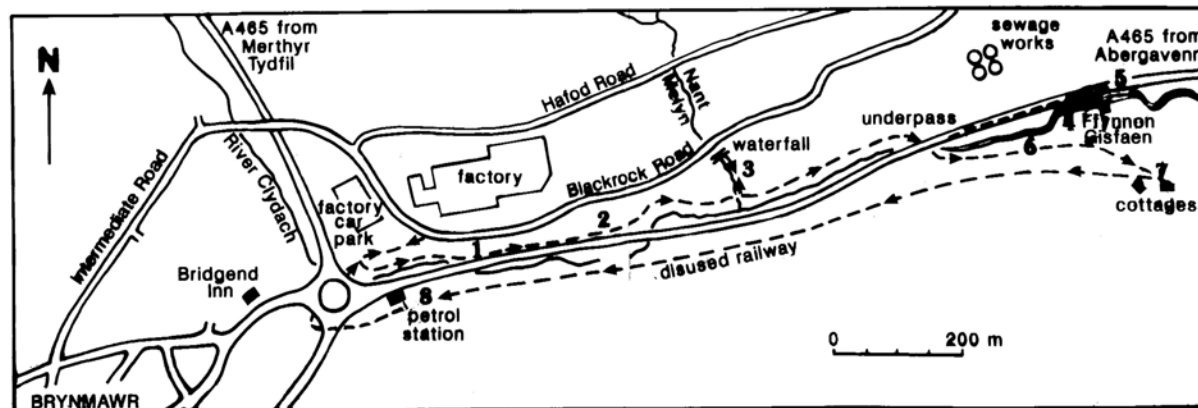 A465 from
Merthyr
Tydfil
N
sewage
works
A465 from
Abergavenn
Hafod Road
Nant
Melyn
underpass
5
4
Ffynnon
Gisfaen
6
waterfall
3
Blackrock Road
factory
7
cottages
Intermediate Road
River Clydach
factory
car
park
2
1
disused railway
Bridgend
Inn
8
petrol
station
0
200 m
BRYNMAWR